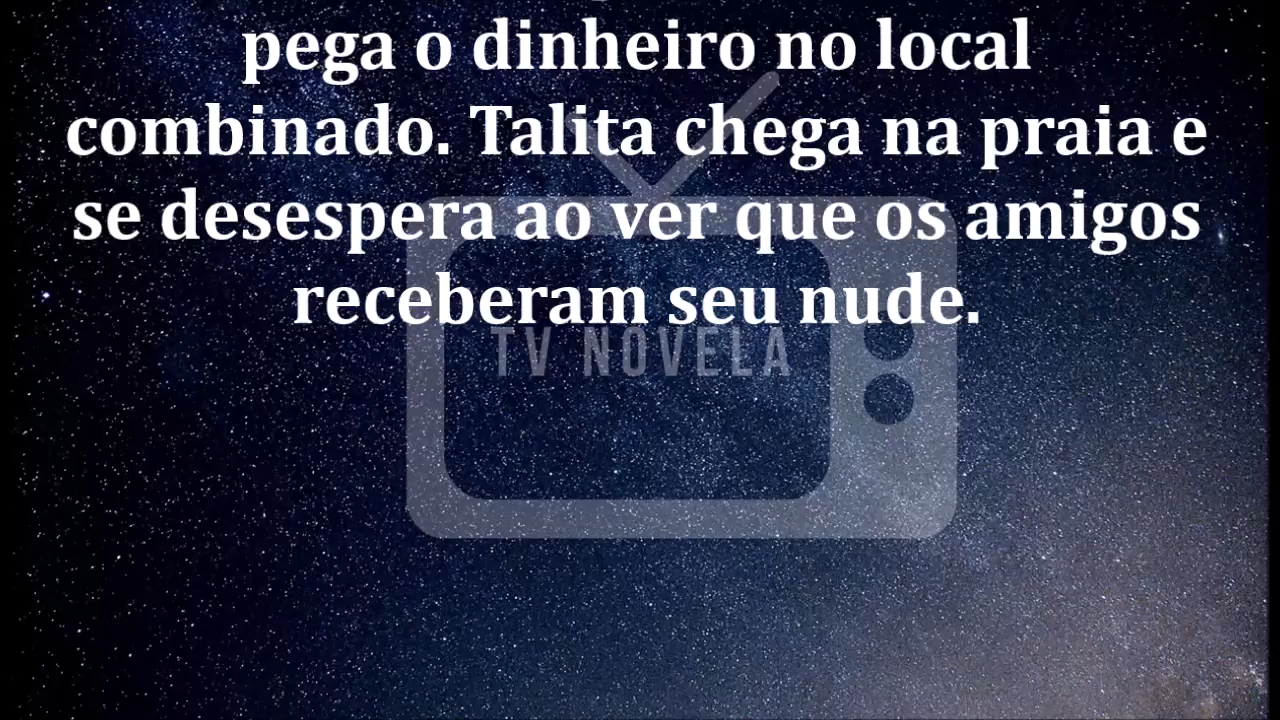 pega o dinheiro no local
combinado. Talita chega na praia e
se desespera ao ver que os amigos
receberam seu nude.
TV NOVELA